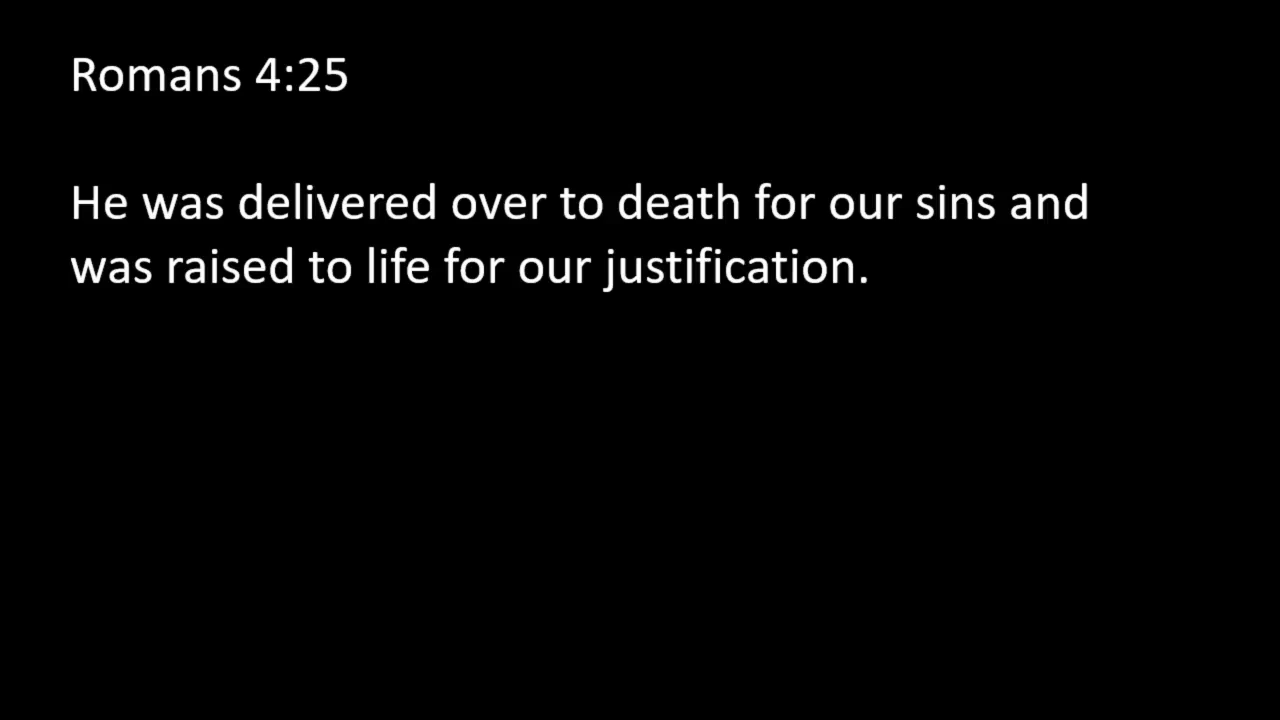 Romans 4:25
He was delivered over to death for our sins and
was raised to life for our justification.